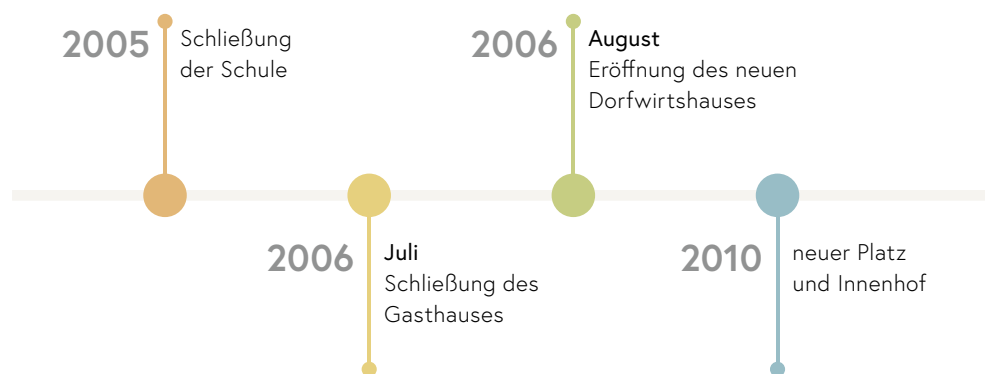 2005
Schließung
der Schule
2006
Juli
Schließung des
Gasthauses
2006
August
Eröffnung des neuen
Dorfwirtshauses
2010
neuer Platz
und Innenhof